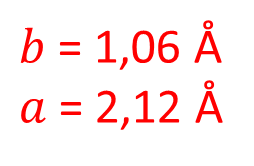 b = 1,06 Å
a = 2,12 Å